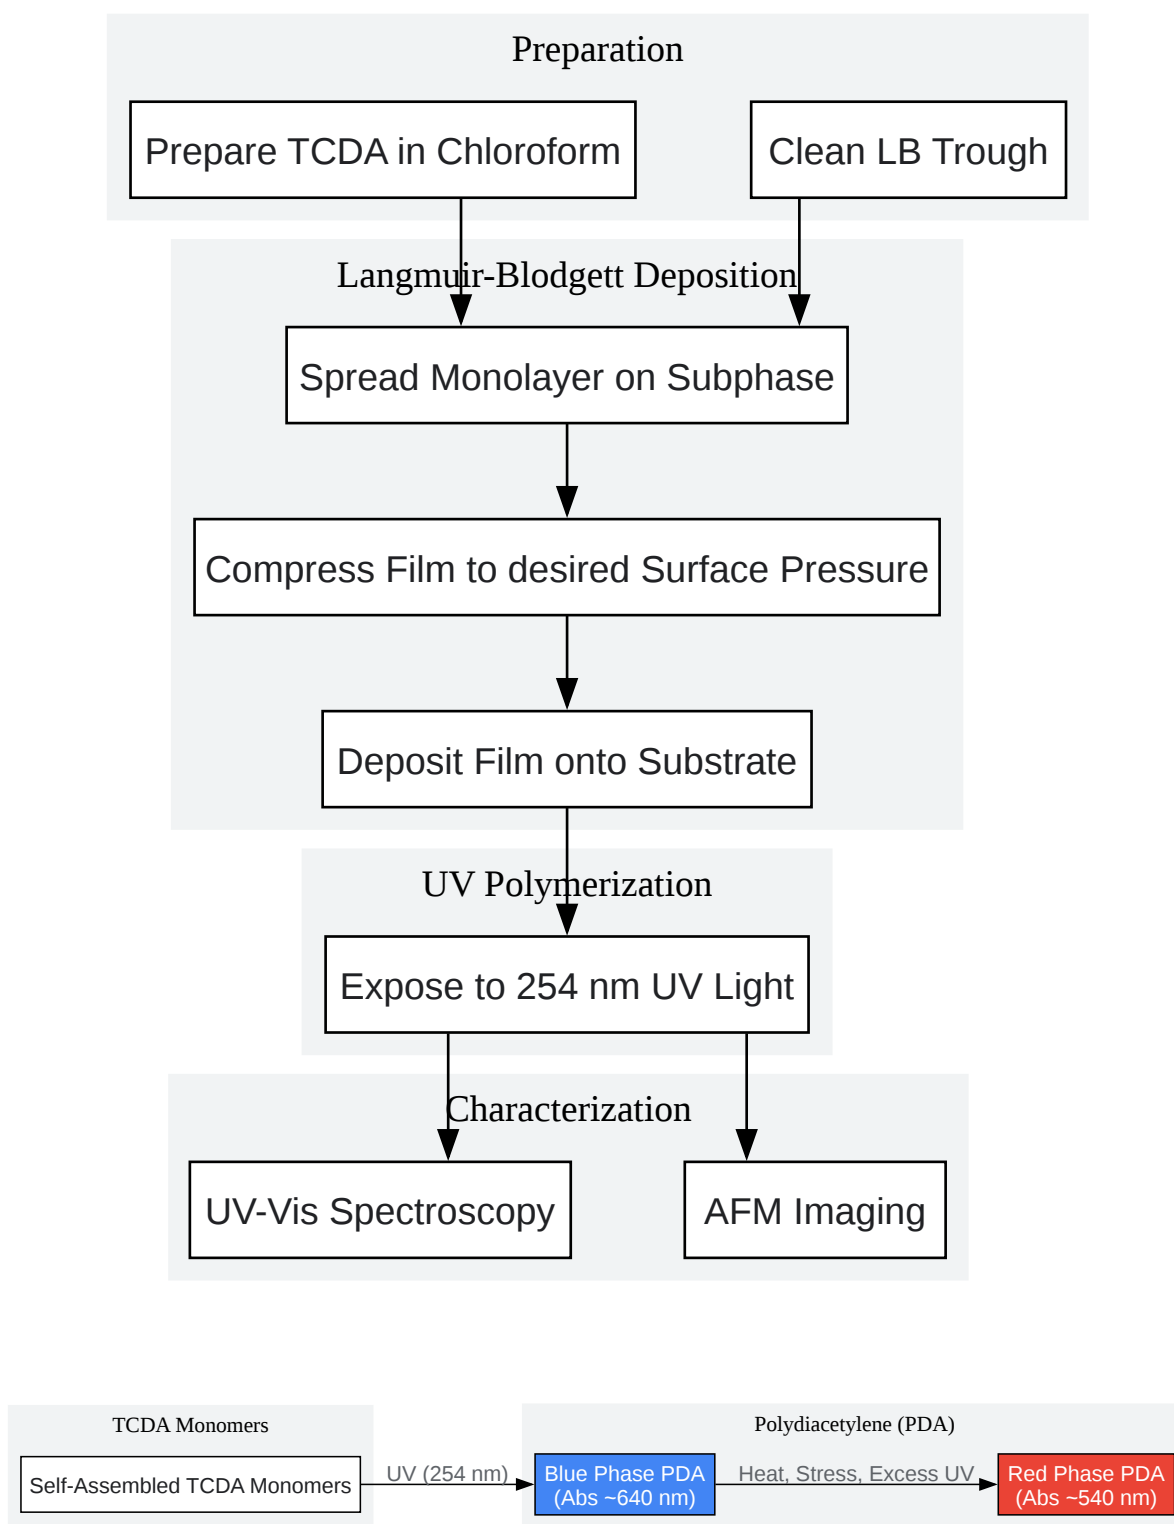 Preparation
Prepare TCDA in Chloroform
Clean LB Trough
Langmuir-Blodgett Deposition
Spread Monolayer on Subphase
Compress Film to desired Surface Pressure
Deposit Film onto Substrate
UV Polymerization
Expose to 254 nm UV Light
Characterization
UV-Vis Spectroscopy
AFM Imaging
TCDA Monomers
Self-Assembled TCDA Monomers
UV (254 nm)
Polydiacetylene (PDA)
Blue Phase PDA
(Abs ~640 nm)
Heat, Stress, Excess UV
Red Phase PDA
(Abs ~540 nm)